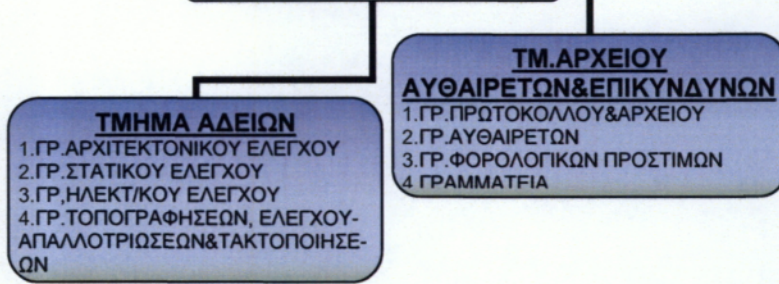 ΤΜ.ΑΡΧΕΙΟΥ
ΑΥΘΑΙΡΕΤΩΝ&ΕΠΙΚΥΝΔΥΝΩΝ
1.ΓΡ.ΠΡΩΤΟΚΟΛΛΟΥ&ΑΡΧΕΙΟΥ
2.ΓΡ.ΑΥΘΑΙΡΕΤΩΝ
3.ΓΡ.ΦΟΡΟΛΟΓΙΚΩΝ ΠΡΟΣΤΙΜΩΝ
4 ΓΡΑΜΜΑΤΕΙΑ
ΤΜΗΜΑ ΑΔΕΙΩΝ
1.ΓΡ.ΑΡΧΙΤΕΚΤΟΝΙΚΟΥ ΕΛΕΓΧΟΥ
2.ΓΡ.ΣΤΑΤΙΚΟΥ ΕΛΕΓΧΟΥ
3.ΓΡ,ΗΛΕΚΤ/ΚΟΥ ΕΛΕΓΧΟΥ
4.ΓΡ.ΤΟΠΟΓΡΑΦΗΣΕΩΝ, ΕΛΕΓΧΟΥ-
ΑΠΑΛΛΟΤΡΙΩΣΕΩΝ&ΤΑΚΤΟΠΟΙΗΣΕ-
ΩΝ